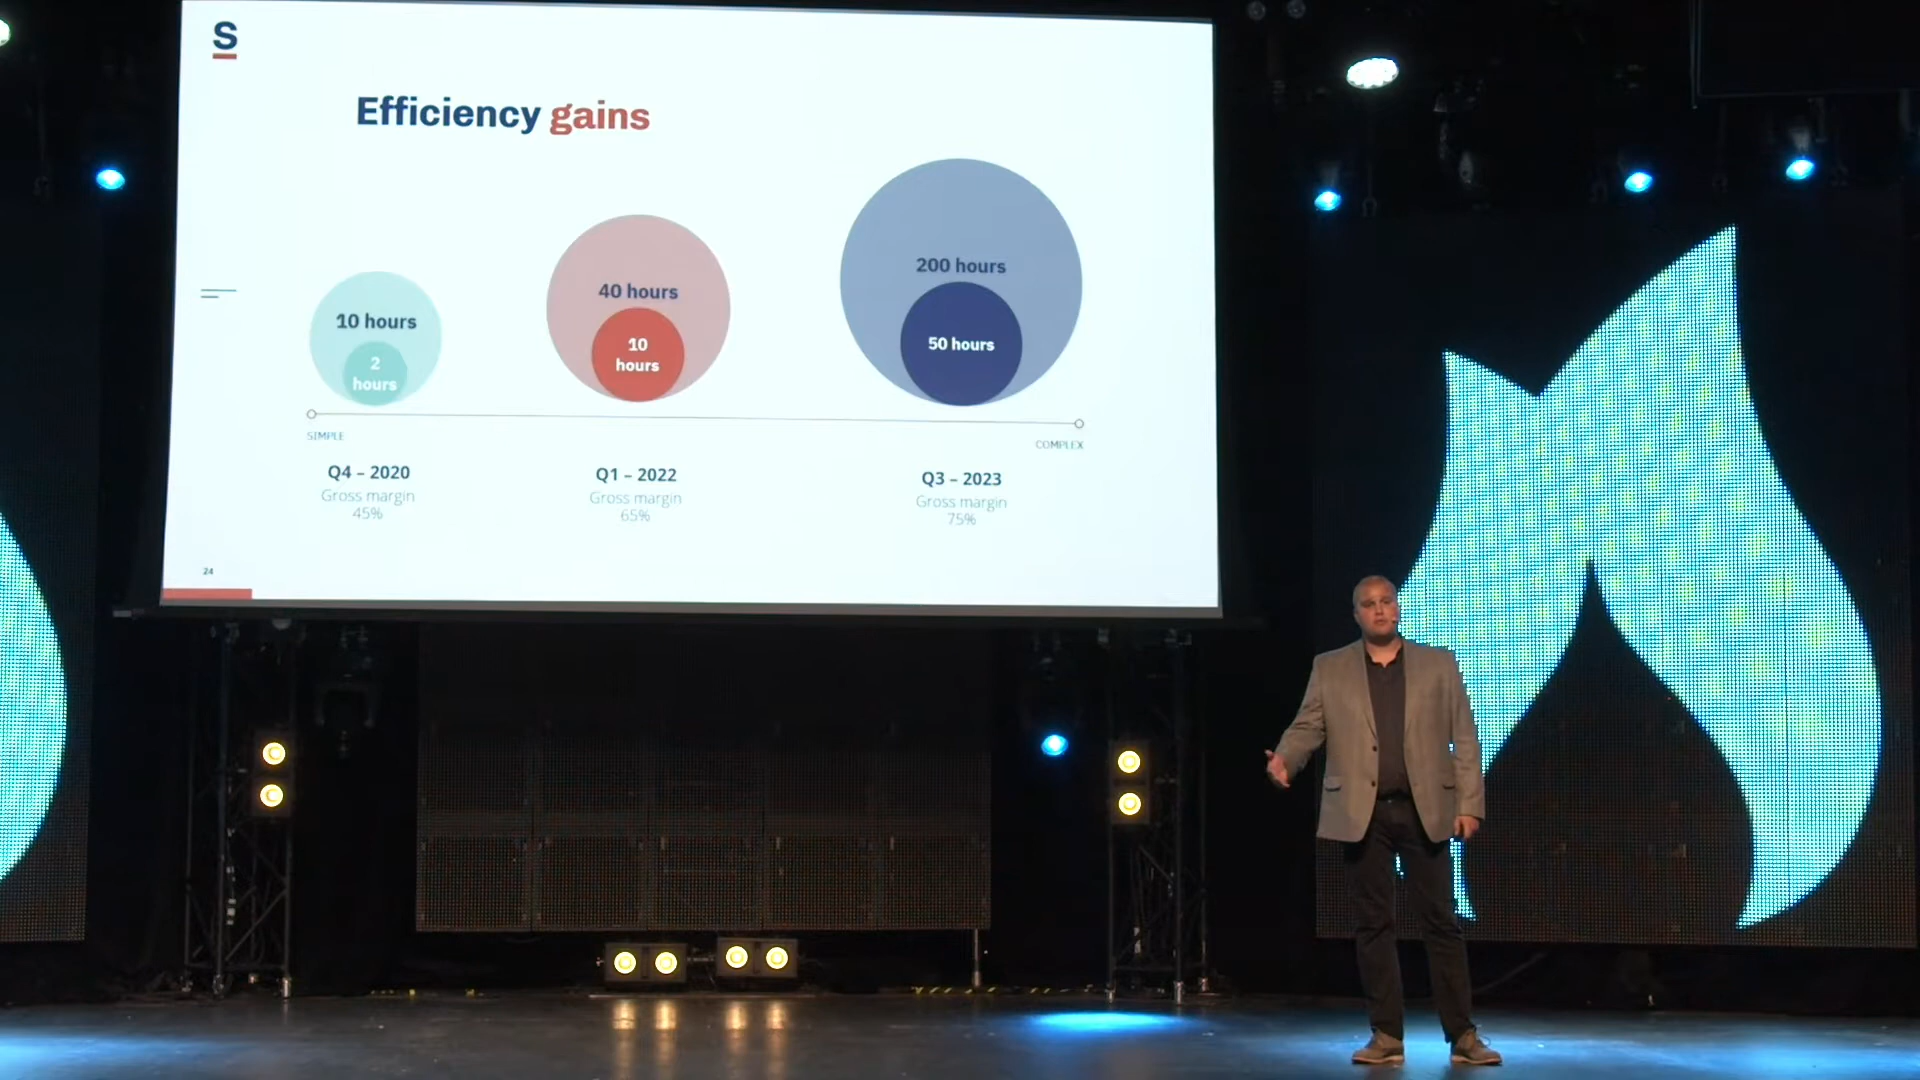 S
Efficiency gains
10 hours
2
hours
40 hours
10
hours
200 hours
50 hours
SIMPLE
COMPLEX
Q4 – 2020
Gross margin
45%
Q1 – 2022
Gross margin
65%
Q3 – 2023
Gross margin
75%
24